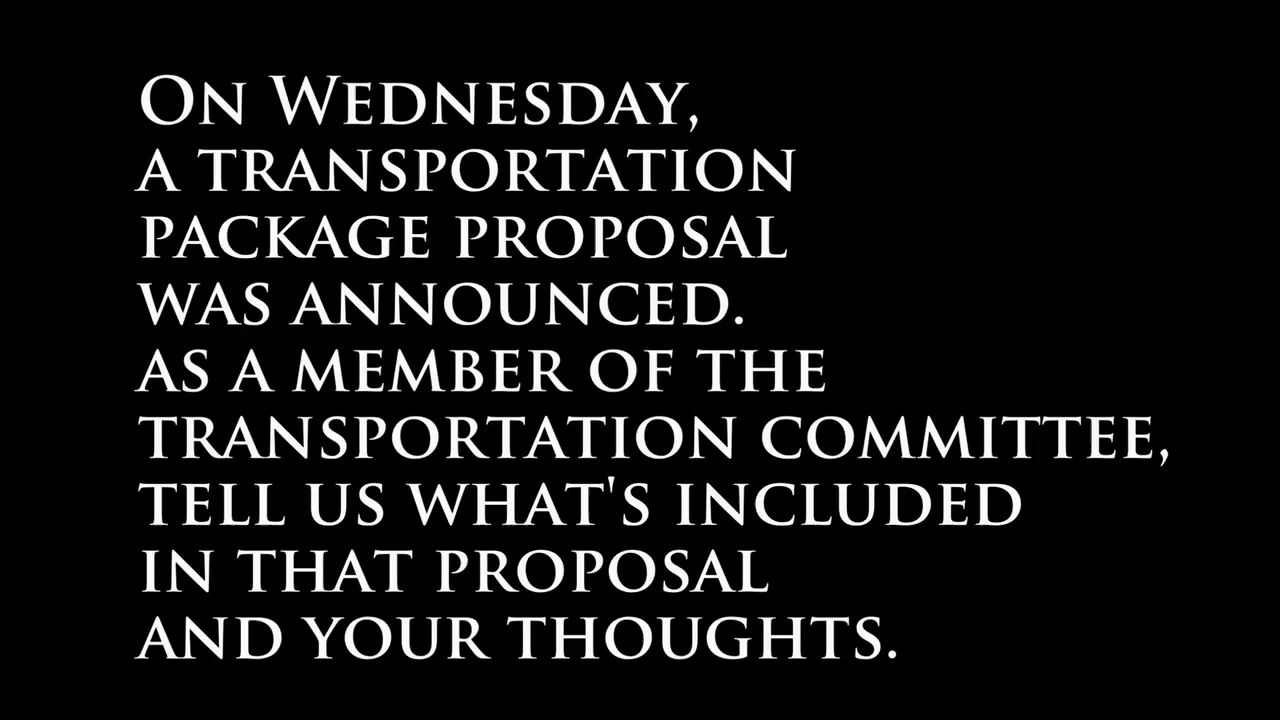 On Wednesday,
a transportation
package proposal
was announced.
as a member of the
transportation committee,
tell us what's included
in that proposal
and your thoughts.